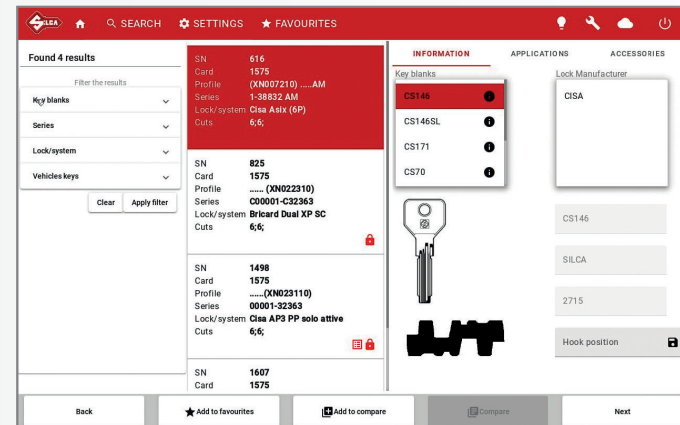 SILCA SEARCH SETTINGS FAVOURITES
Found 4 results
Filter the results
Key blanks
Series
Lock/system
Vehicles keys
Clear Apply filter
SN 616
Card 1575
Profile (XN007210) .....AM
Series 1-38832 AM
Lock/system Cisa Asix (6P)
Cuts 6;6;
SN 825
Card 1575
Profile ...... (XN022310)
Series C00001-C32363
Lock/system Bricard Dual XP SC
Cuts 6;6;
SN 1498
Card 1575
Profile ......(XN023110)
Series 00001-32363
Lock/system Cisa AP3 PP solo attive
Cuts 6;6;
SN 1607
Card 1575
INFORMATION APPLICATIONS ACCESSORIES
Key blanks
CS146
CS146SL
CS171
CS70
Lock Manufacturer
CISA
CS146
SILCA
2715
Hook position
Back Add to favourites Add to compare Compare Next